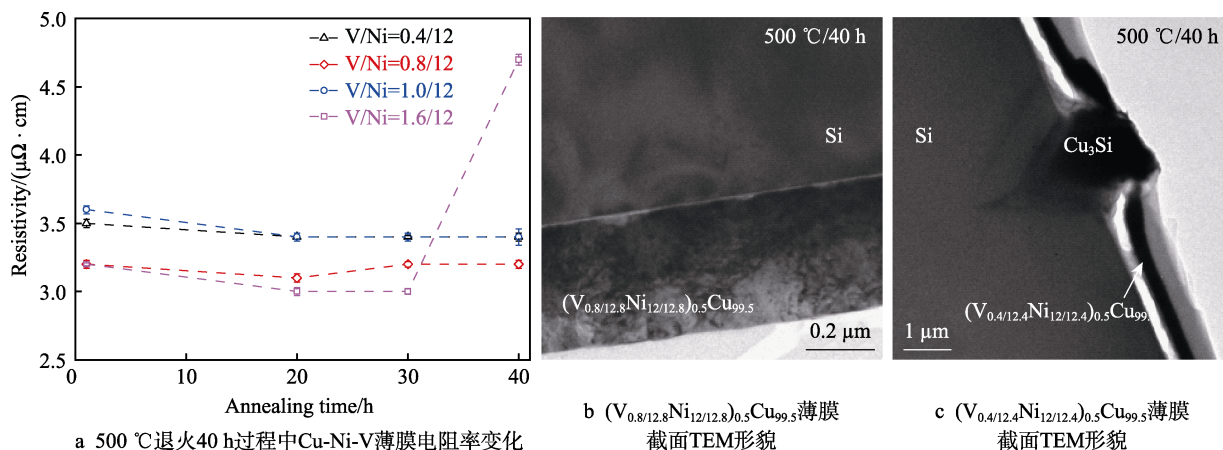 5.0
4.5
4.0
3.5
3.0
2.5
Resistivity/(μΩ · cm)
V/Ni=0.4/12
V/Ni=0.8/12
V/Ni=1.0/12
V/Ni=1.6/12
0 10 20 30 40
Annealing time/h
a 500 ℃退火40 h过程中Cu-Ni-V薄膜电阻率变化
500 ℃/40 h
Si
(V0.8/12.8Ni12/12.8)0.5Cu99.5
0.2 μm
b (V0.8/12.8Ni12/12.8)0.5Cu99.5薄膜
截面TEM形貌
500 ℃/40 h
Si
Cu3Si
(V0.4/12.4Ni12/12.4)0.5Cu99.
1 μm
c (V0.4/12.4Ni12/12.4)0.5Cu99.5薄膜
截面TEM形貌